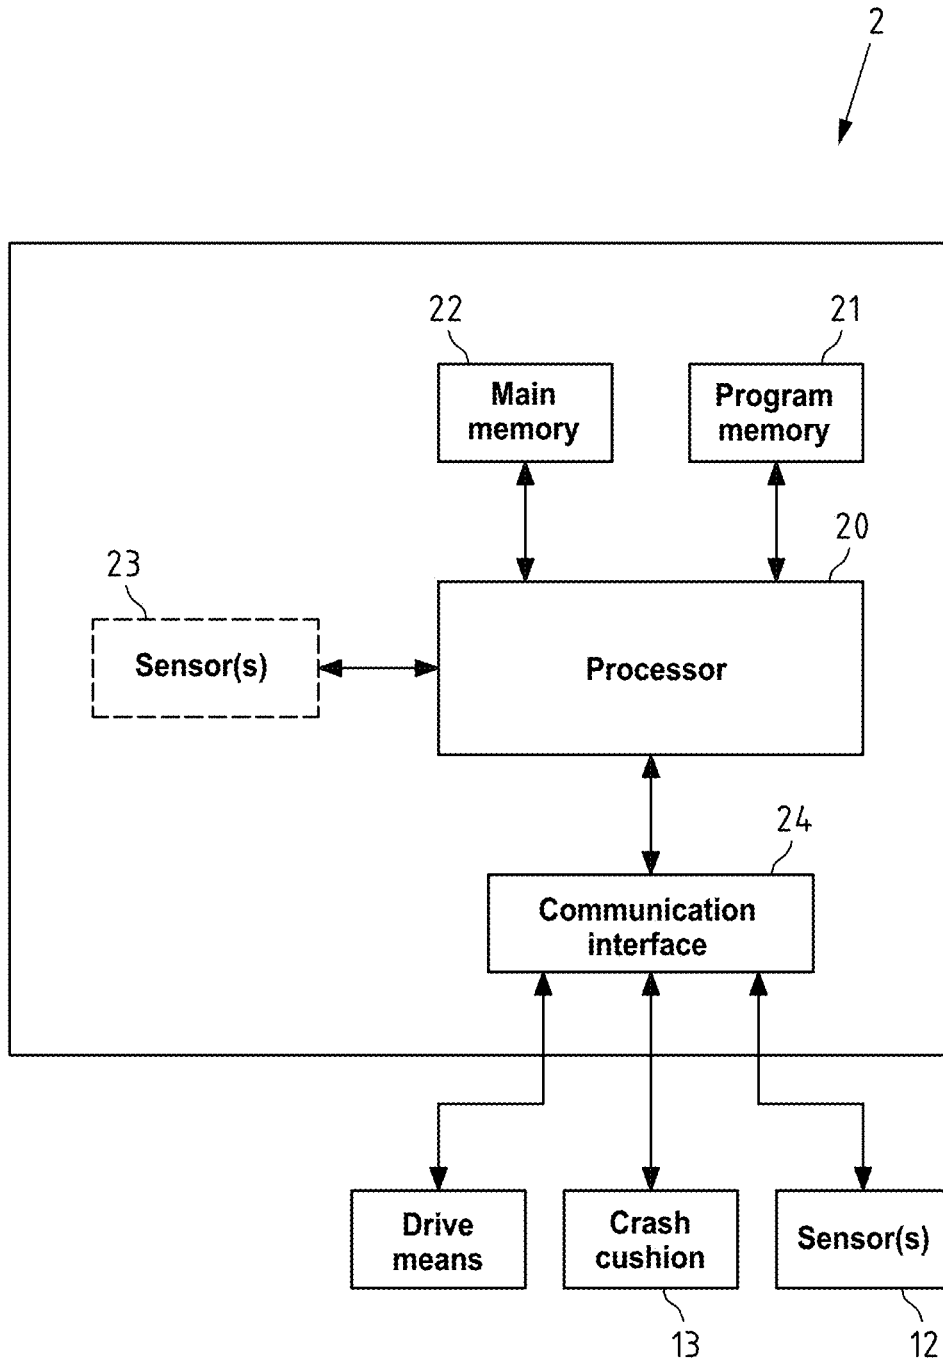 2
22
21
Main
memory
Program
memory
20
23
Sensor(s)
Processor
24
Communication
interface
Drive
means
Crash
cushion
Sensor(s)
13
12